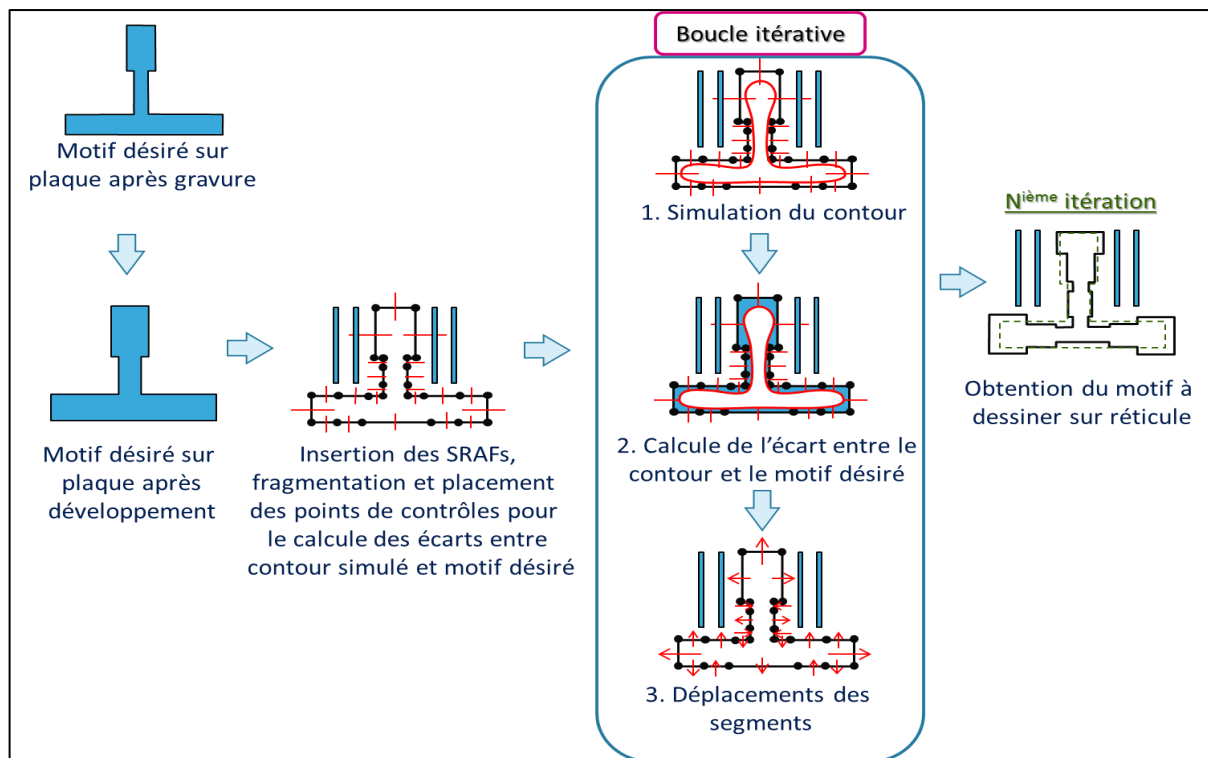 Motif désiré sur
plaque après gravure
Motif désiré sur
plaque après
développement
Insertion des SRAFs,
fragmentation et placement
des points de contrôles pour
le calcule des écarts entre
contour simulé et motif désiré
Boucle itérative
1. Simulation du contour
2. Calcule de l'écart entre le
contour et le motif désiré
3. Déplacements des
segments
Nième itération
Obtention du motif à
dessiner sur réticule